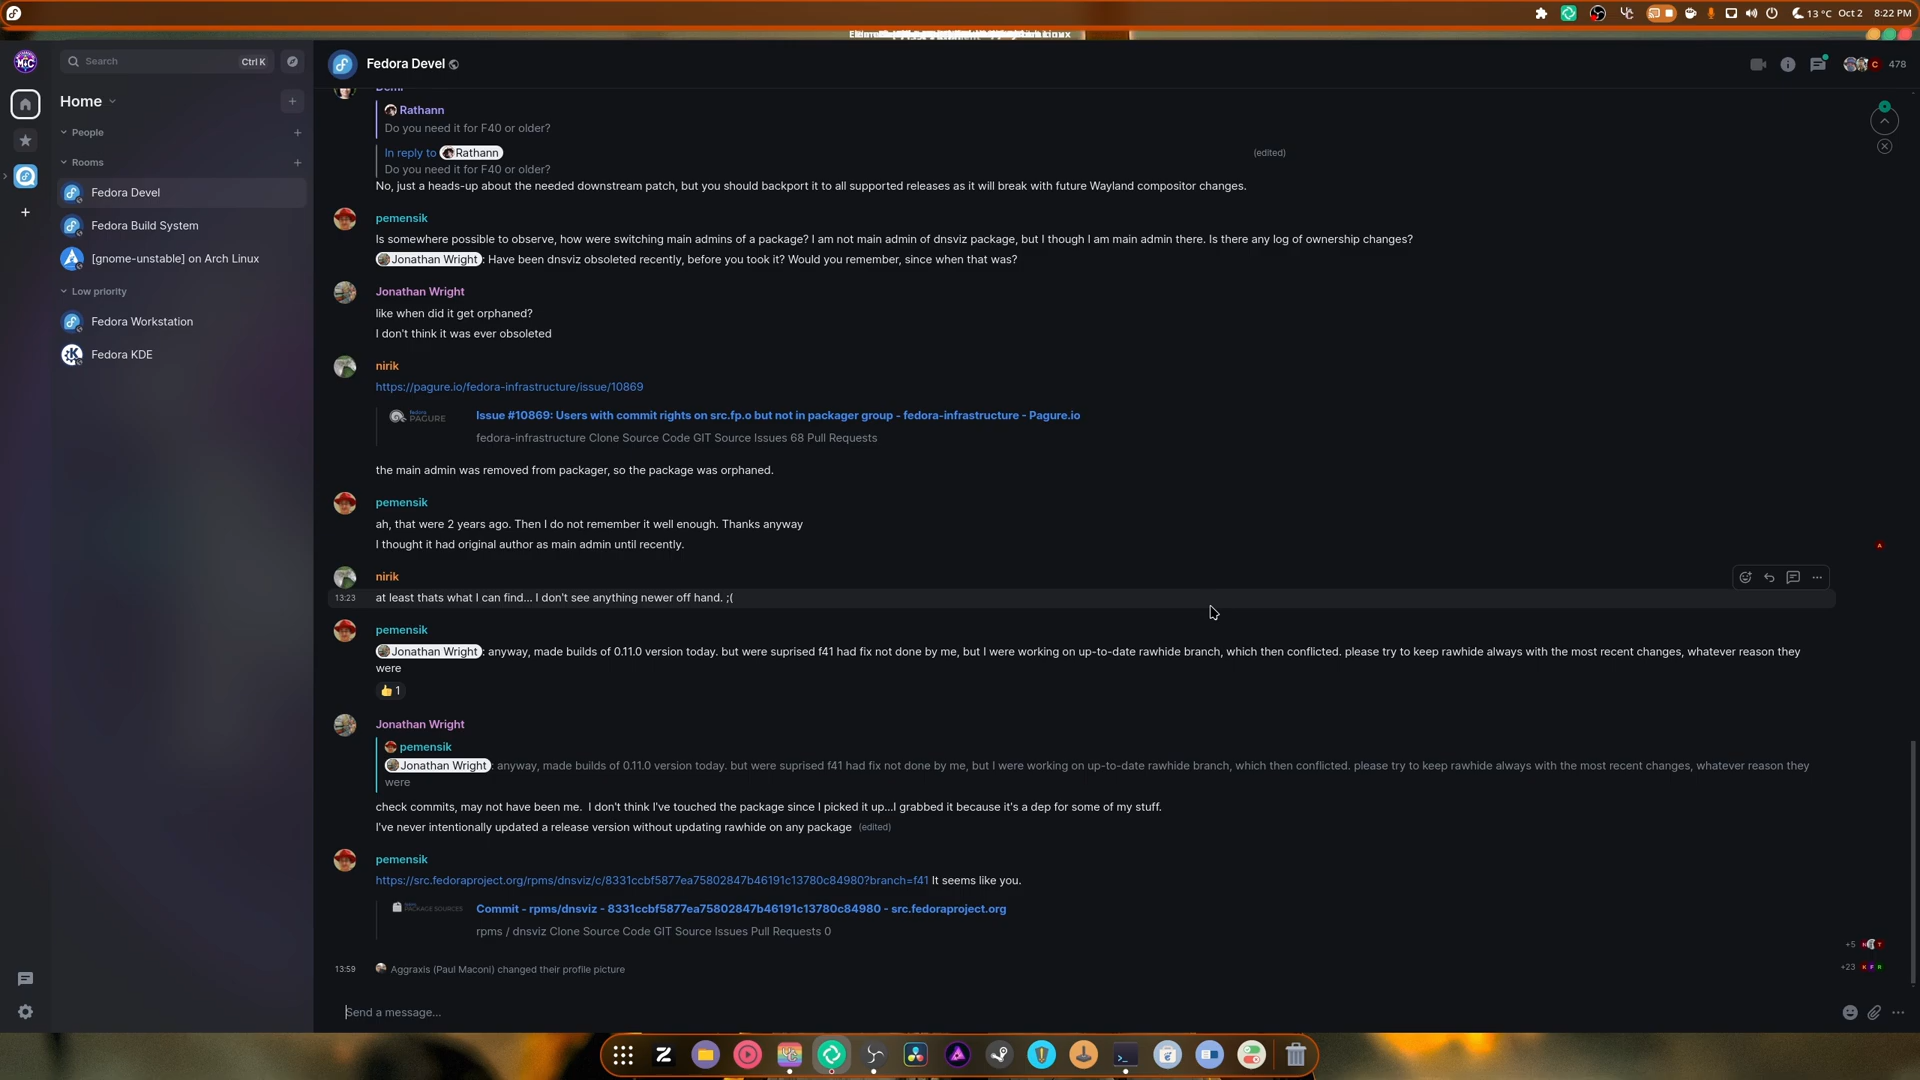 13 °C Oct 2 8:22 PM
Search Ctrl K
Home
People
Rooms
Fedora Devel
Fedora Build System
[gnome-unstable] on Arch Linux
Low priority
Fedora Workstation
Fedora KDE
Fedora Devel
478
Rathann
Do you need it for F40 or older?
In reply to Rathann (edited)
Do you need it for F40 or older?
No, just a heads-up about the needed downstream patch, but you should backport it to all supported releases as it will break with future Wayland compositor changes.
pemensik
Is somewhere possible to observe, how were switching main admins of a package? I am not main admin of dnsviz package, but I though I am main admin there. Is there any log of ownership changes?
Jonathan Wright: Have been dnsviz obsoleted recently, before you took it? Would you remember, since when that was?
Jonathan Wright
like when did it get orphaned?
I don't think it was ever obsoleted
nirik
https://pagure.io/fedora-infrastructure/issue/10869
PAGURE
Issue #10869: Users with commit rights on src.fp.o but not in packager group - fedora-infrastructure - Pagure.io
fedora-infrastructure Clone Source Code GIT Source Issues 68 Pull Requests
the main admin was removed from packager, so the package was orphaned.
pemensik
ah, that were 2 years ago. Then I do not remember it well enough. Thanks anyway
I thought it had original author as main admin until recently.
nirik
13:23 at least thats what I can find... I don't see anything newer off hand. ;(
pemensik
Jonathan Wright: anyway, made builds of 0.11.0 version today. but were suprised f41 had fix not done by me, but I were working on up-to-date rawhide branch, which then conflicted. please try to keep rawhide always with the most recent changes, whatever reason they
were
👍 1
Jonathan Wright
pemensik
Jonathan Wright: anyway, made builds of 0.11.0 version today. but were suprised f41 had fix not done by me, but I were working on up-to-date rawhide branch, which then conflicted. please try to keep rawhide always with the most recent changes, whatever reason they
were
check commits, may not have been me.  I don't think I've touched the package since I picked it up...I grabbed it because it's a dep for some of my stuff.
I've never intentionally updated a release version without updating rawhide on any package (edited)
pemensik
https://src.fedoraproject.org/rpms/dnsviz/c/8331ccbf5877ea75802847b46191c13780c84980?branch=f41 It seems like you.
PACKAGE SOURCES
Commit - rpms/dnsviz - 8331ccbf5877ea75802847b46191c13780c84980 - src.fedoraproject.org
rpms / dnsviz Clone Source Code GIT Source Issues Pull Requests 0
+5
+23
13:59 Aggraxis (Paul Maconi) changed their profile picture
Send a message...